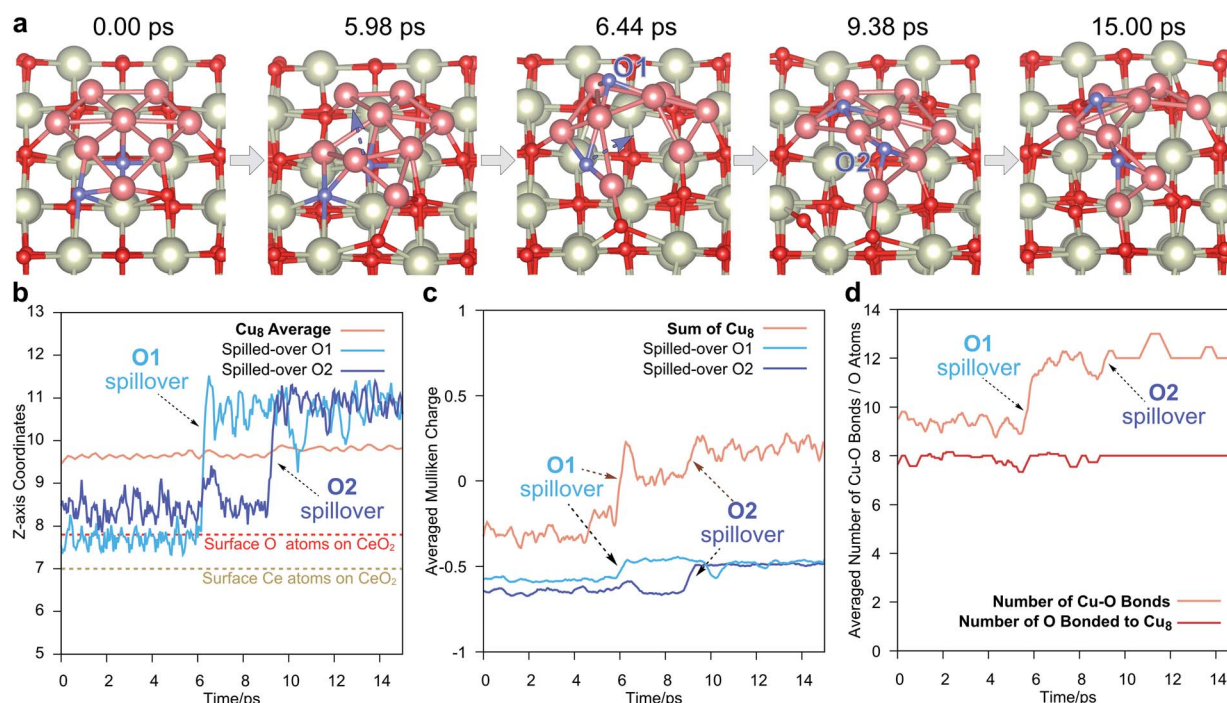 a
0.00 ps
5.98 ps
6.44 ps
9.38 ps
15.00 ps
O1
O2
b
13
12
11
10
9
8
7
6
5
Z-axis Coordinates
Cu₈ Average
Spilled-over O1
Spilled-over O2
O1
spillover
O2
spillover
Surface O atoms on CeO₂
Surface Ce atoms on CeO₂
0 2 4 6 8 10 12 14
Time/ps
c
1
0.5
0
-0.5
-1
Averaged Mulliken Charge
Sum of Cu₈
Spilled-over O1
Spilled-over O2
O1
spillover
O2
spillover
0 2 4 6 8 10 12 14
Time/ps
d
14
12
10
8
6
4
2
0
Averaged Number of Cu-O Bonds / O Atoms
O1
spillover
O2
spillover
Number of Cu-O Bonds
Number of O Bonded to Cu₈
0 2 4 6 8 10 12 14
Time/ps